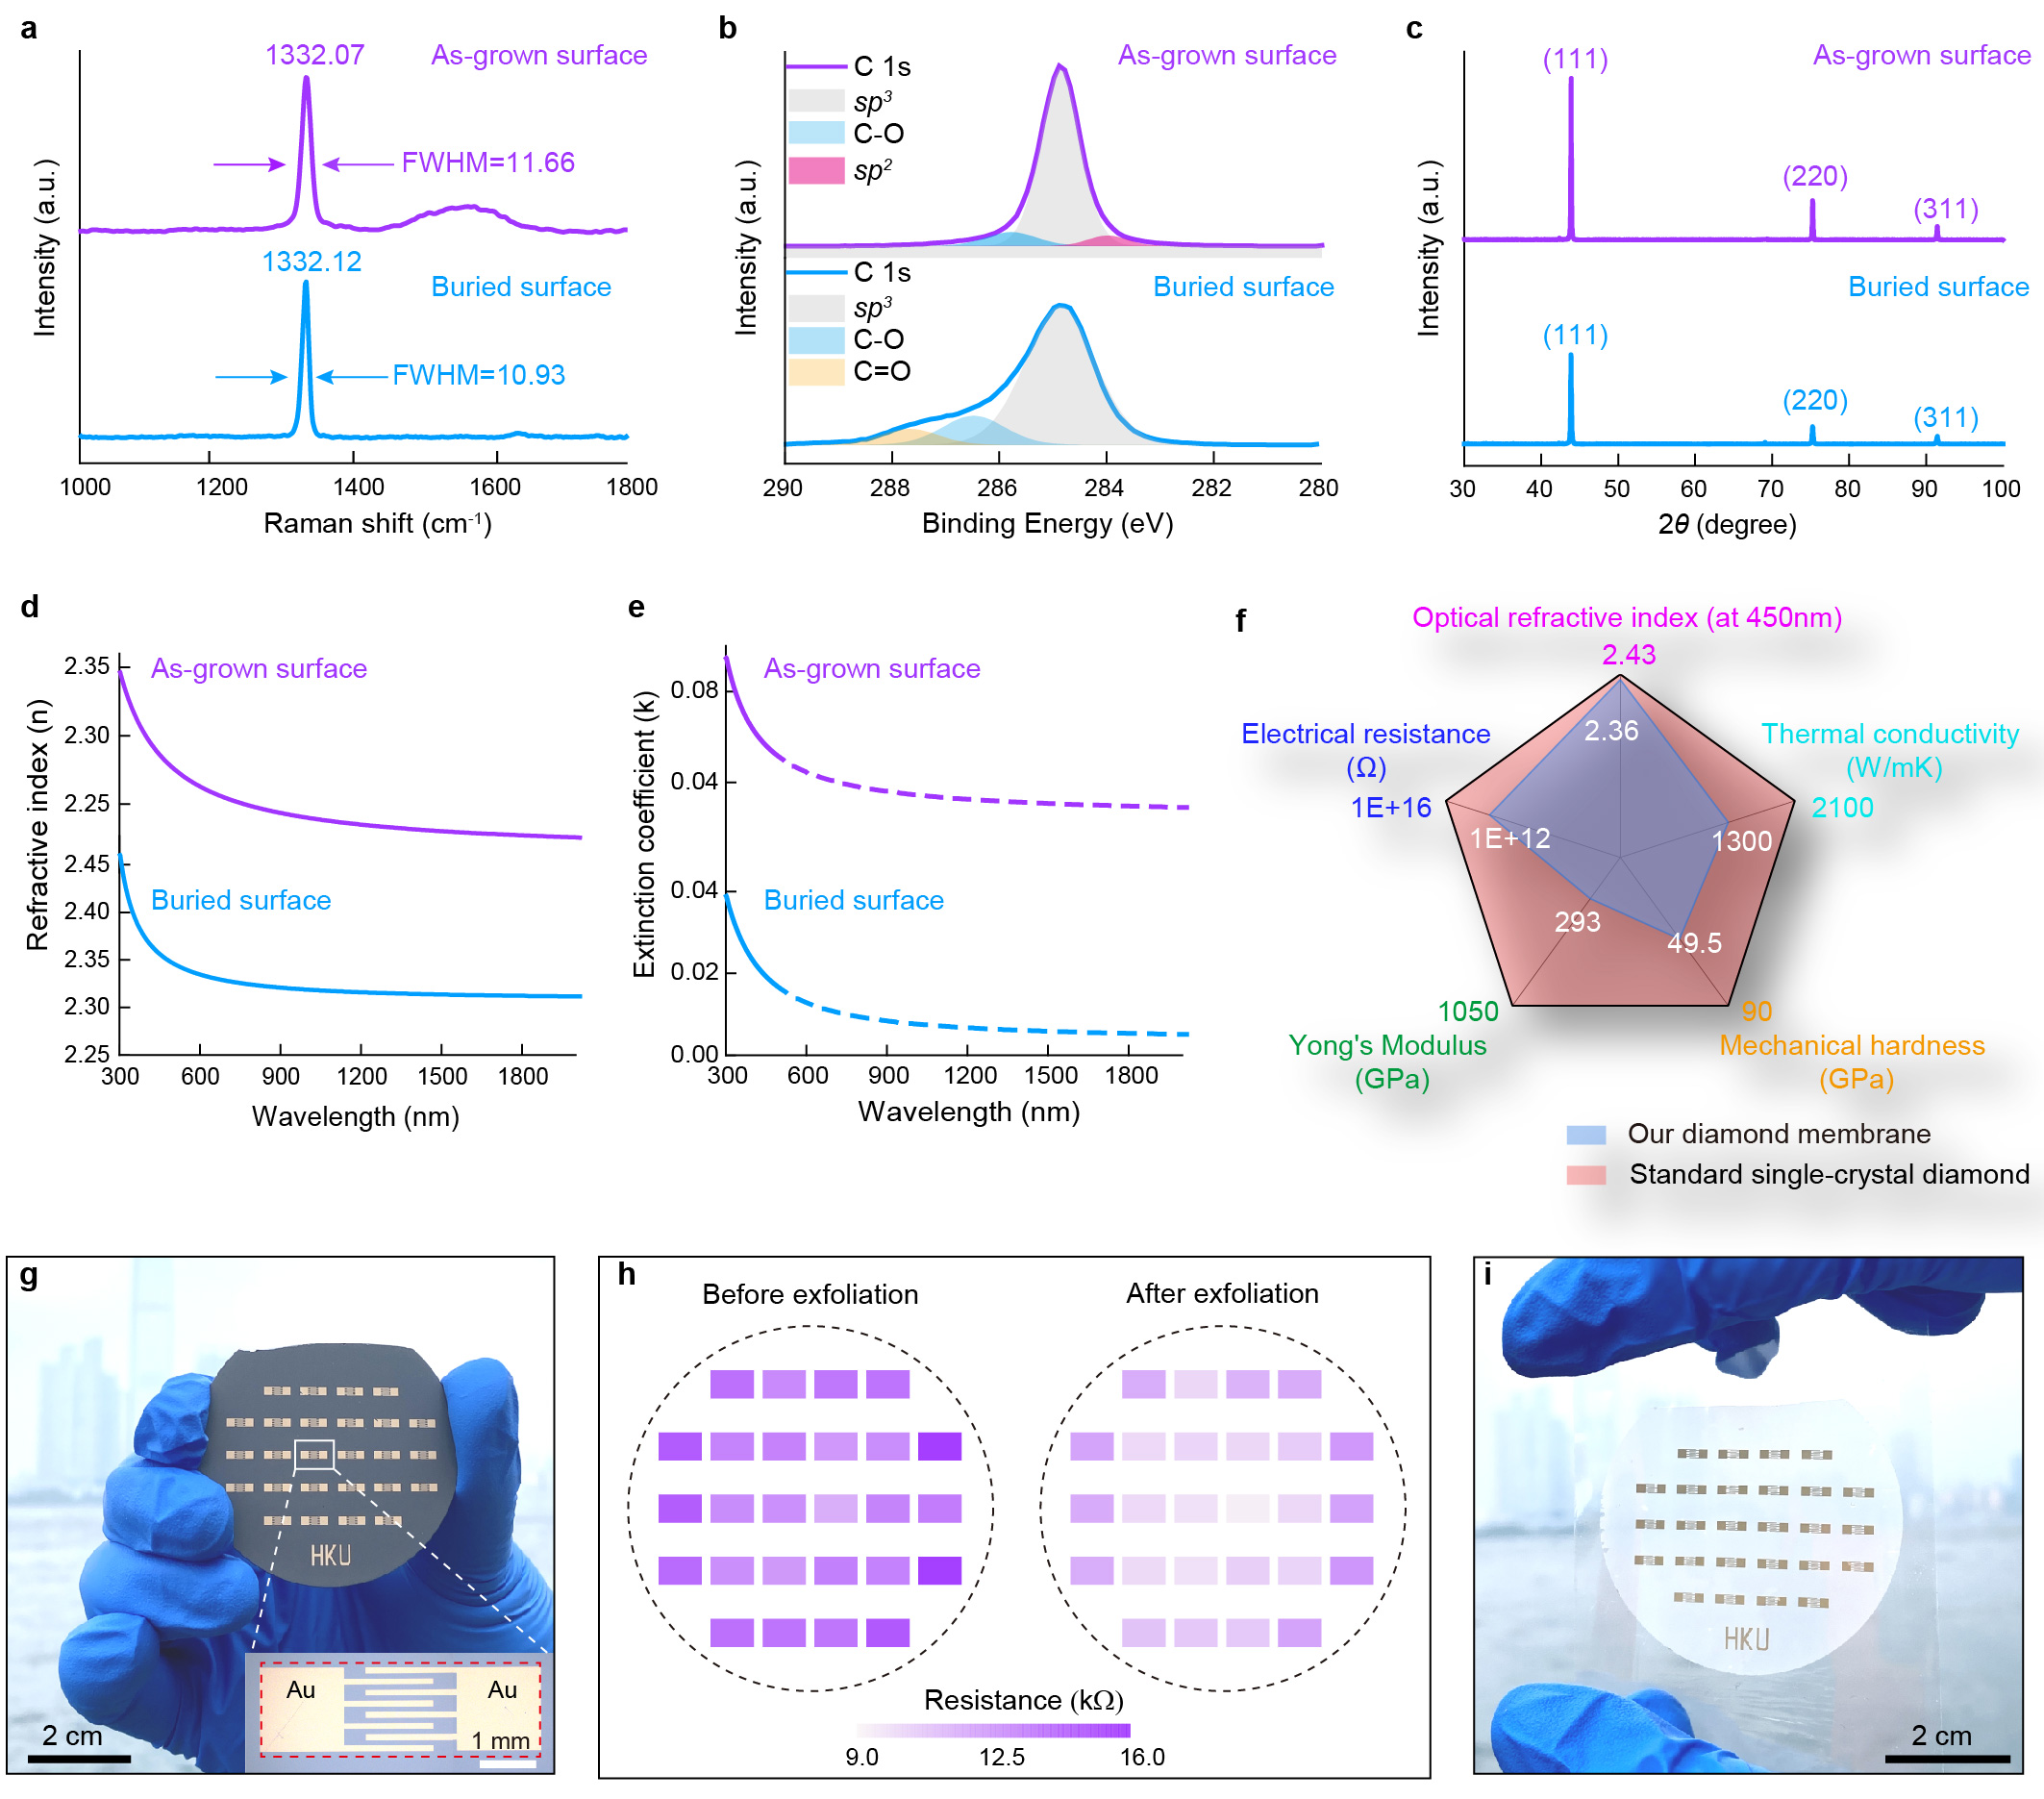 a
1332.07
As-grown surface
FWHM=11.66
1332.12
Buried surface
FWHM=10.93
Intensity (a.u.)
1000 1200 1400 1600 1800
Raman shift (cm-1)
b
As-grown surface
C 1s
sp3
C-O
sp2
Buried surface
C 1s
sp3
C-O
C=O
Intensity (a.u.)
290 288 286 284 282 280
Binding Energy (eV)
c
As-grown surface
(111)
(220)
(311)
Buried surface
(111)
(220)
(311)
Intensity (a.u.)
30 40 50 60 70 80 90 100
2θ (degree)
d
As-grown surface
Buried surface
Refractive index (n)
2.35
2.30
2.25
2.45
2.40
2.35
2.30
2.25
300 600 900 1200 1500 1800
Wavelength (nm)
e
As-grown surface
Buried surface
Extinction coefficient (k)
0.08
0.04
0.04
0.02
0.00
300 600 900 1200 1500 1800
Wavelength (nm)
f
Optical refractive index (at 450nm)
2.43
2.36
Electrical resistance
(Ω)
1E+16
1E+12
Thermal conductivity
(W/mK)
2100
1300
293
49.5
1050
Yong's Modulus
(GPa)
90
Mechanical hardness
(GPa)
Our diamond membrane
Standard single-crystal diamond
g
HKU
Au Au
1 mm
2 cm
h
Before exfoliation
After exfoliation
Resistance (kΩ)
9.0 12.5 16.0
i
HKU
2 cm